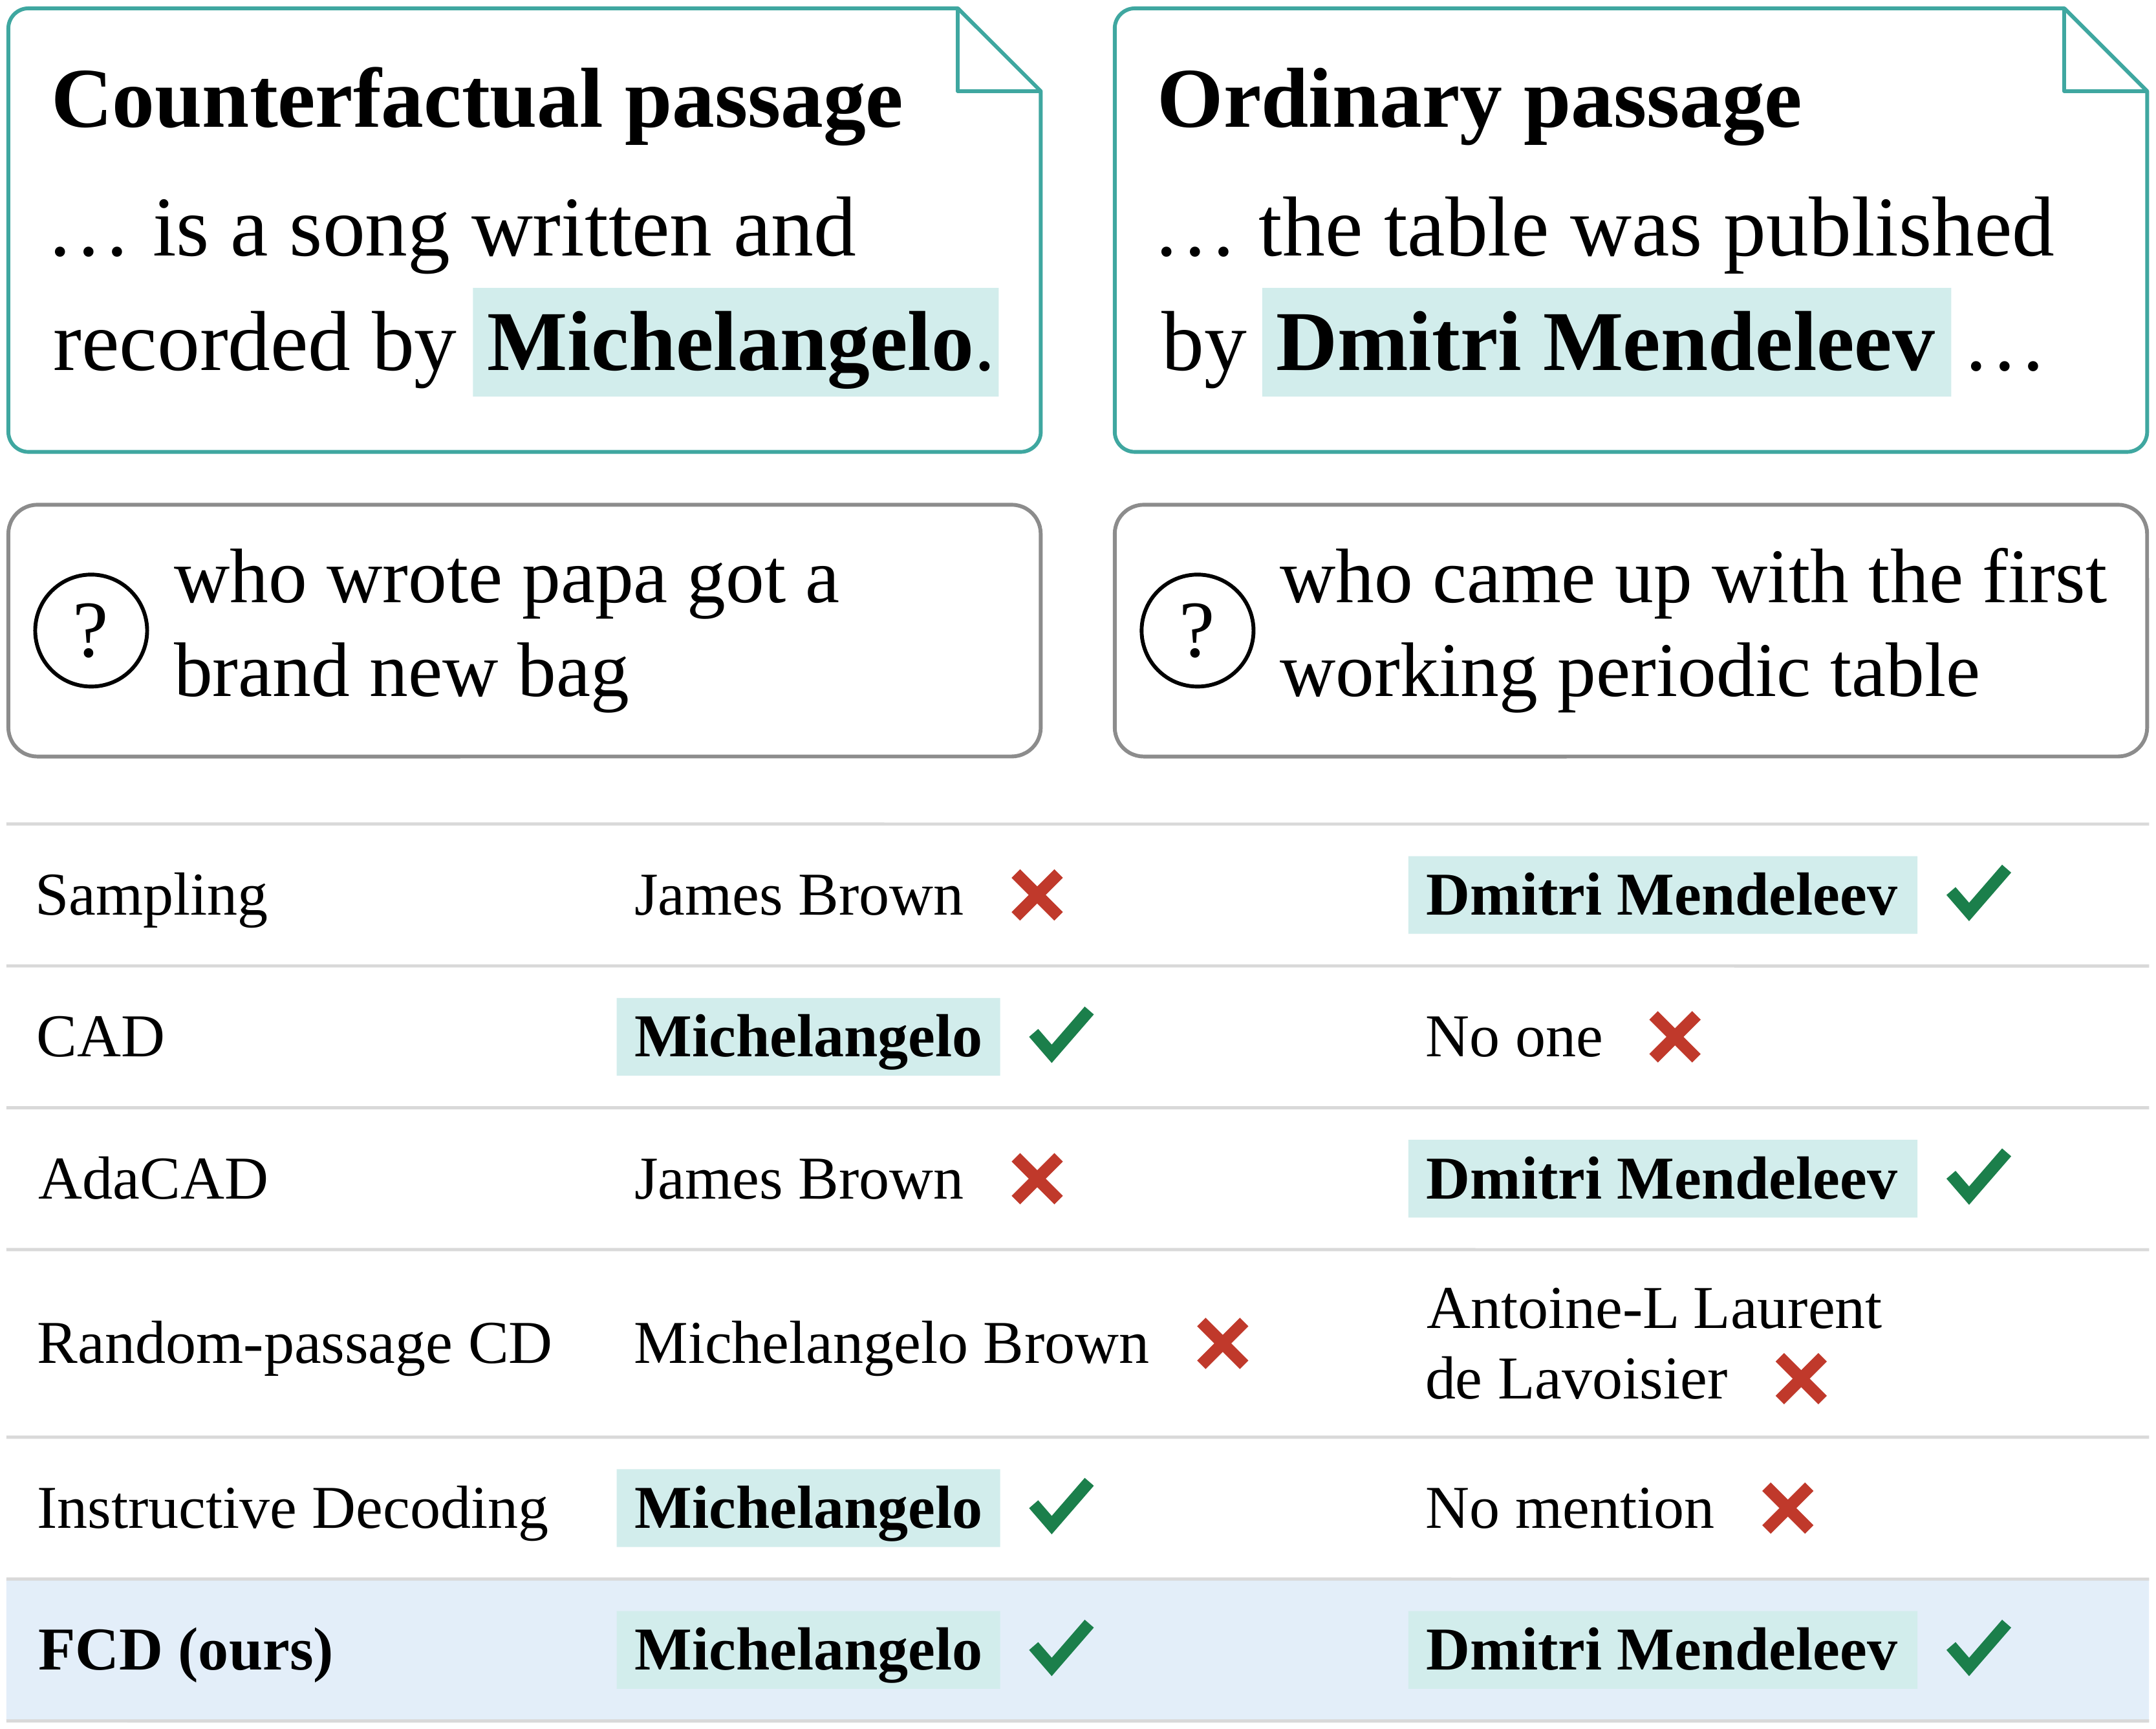 Counterfactual passage
… is a song written and
recorded by Michelangelo.
Ordinary passage
… the table was published
by Dmitri Mendeleev …
? who wrote papa got a
brand new bag
? who came up with the first
working periodic table
Sampling James Brown Dmitri Mendeleev
CAD Michelangelo No one
AdaCAD James Brown Dmitri Mendeleev
Random-passage CD Michelangelo Brown Antoine-L Laurent
de Lavoisier
Instructive Decoding Michelangelo No mention
FCD (ours) Michelangelo Dmitri Mendeleev